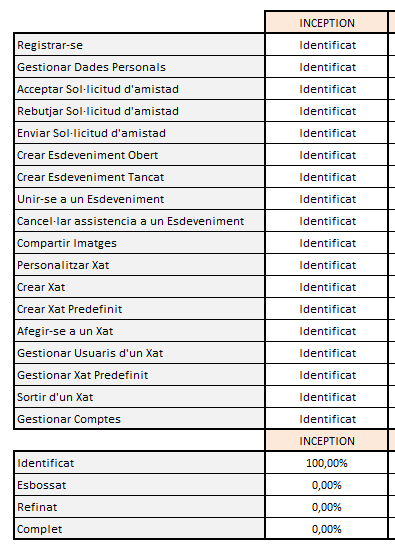 INCEPTION
Registrar-se Identificat
Gestionar Dades Personals Identificat
Acceptar Sol·licitud d'amistad Identificat
Rebutjar Sol·licitud d'amistad Identificat
Enviar Sol·licitud d'amistad Identificat
Crear Esdeveniment Obert Identificat
Crear Esdeveniment Tancat Identificat
Unir-se a un Esdeveniment Identificat
Cancel·lar assistencia a un Esdeveniment Identificat
Compartir Imatges Identificat
Personalitzar Xat Identificat
Crear Xat Identificat
Crear Xat Predefinit Identificat
Afegir-se a un Xat Identificat
Gestionar Usuaris d'un Xat Identificat
Gestionar Xat Predefinit Identificat
Sortir d'un Xat Identificat
Gestionar Comptes Identificat
INCEPTION
Identificat 100,00%
Esbossat 0,00%
Refinat 0,00%
Complet 0,00%